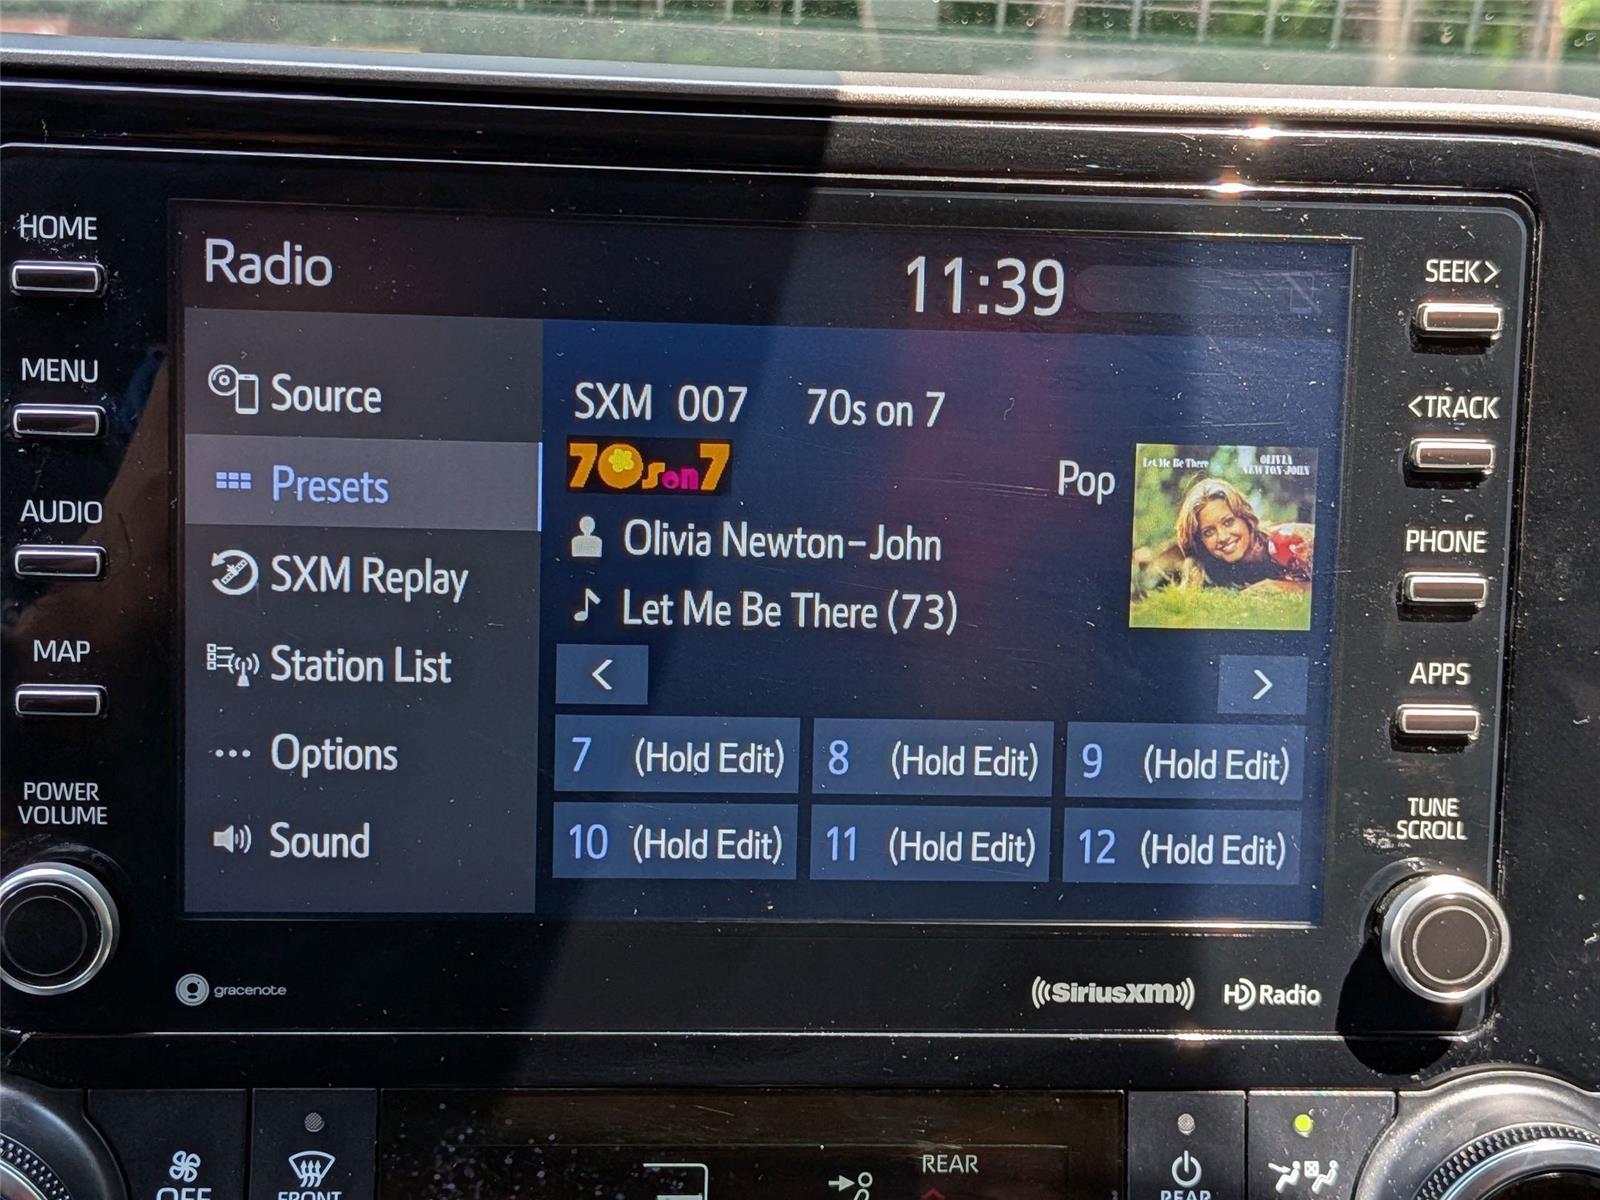 HOME
MENU
AUDIO
MAP
POWER
VOLUME
Radio
11:39
Source
Presets
SXM Replay
Station List
Options
Sound
SXM 007 70s on 7
70s on 7
Pop
Let Me Be There
OLIVIA
NEWTON-JOHN
Olivia Newton-John
Let Me Be There (73)
<
>
7 (Hold Edit)
8 (Hold Edit)
9 (Hold Edit)
10 (Hold Edit)
11 (Hold Edit)
12 (Hold Edit)
SEEK>
<TRACK
PHONE
APPS
TUNE
SCROLL
gracenote
((SiriusXM))
HD Radio
OFF
FRONT
REAR
REAR